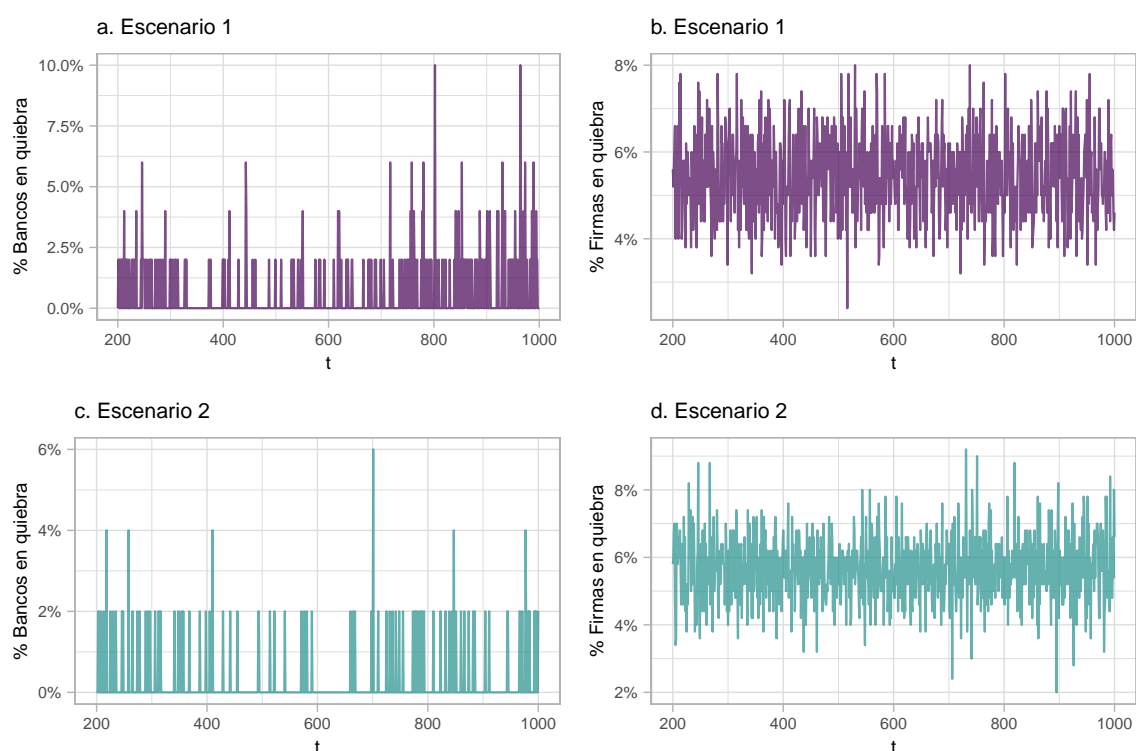 a. Escenario 1
% Bancos en quiebra
10.0%
7.5%
5.0%
2.5%
0.0%
200 400 600 800 1000
t
b. Escenario 1
% Firmas en quiebra
8%
6%
4%
200 400 600 800 1000
t
c. Escenario 2
% Bancos en quiebra
6%
4%
2%
0%
200 400 600 800 1000
t
d. Escenario 2
% Firmas en quiebra
8%
6%
4%
2%
200 400 600 800 1000
t